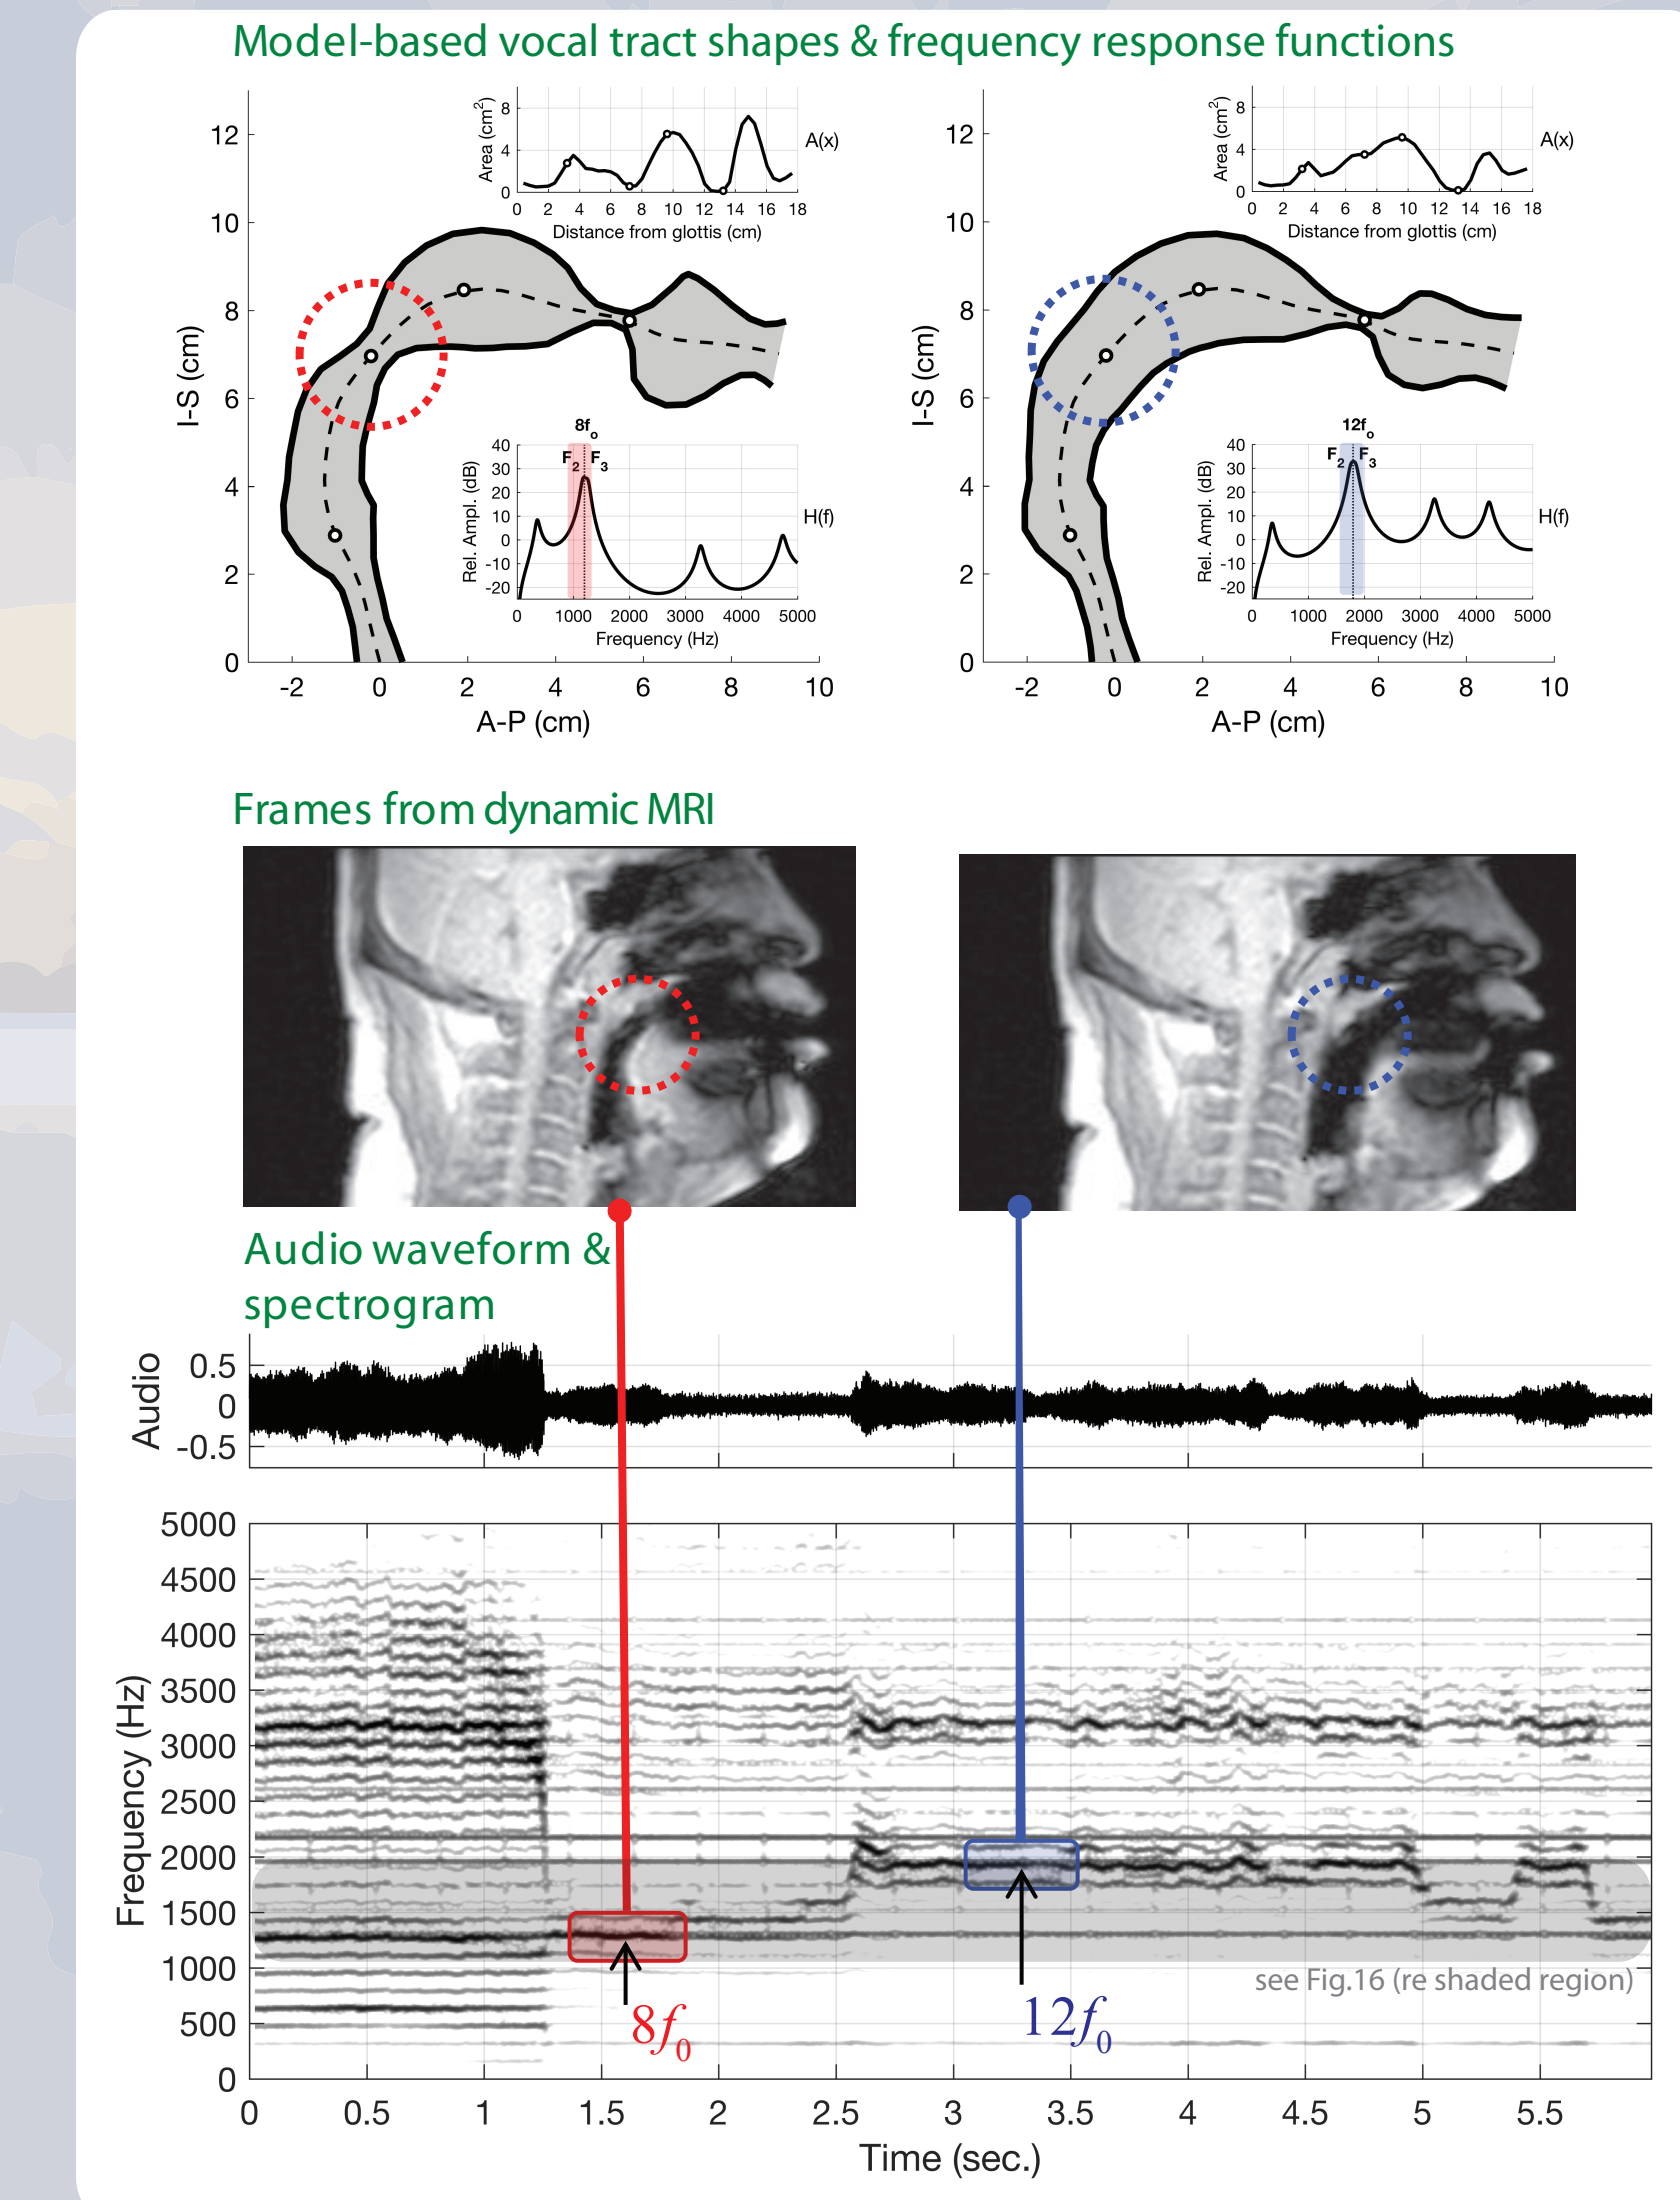 Model-based vocal tract shapes & frequency response functions
12
10
8
6
4
2
0
I-S (cm)
-2 0 2 4 6 8 10
A-P (cm)
8
4
0
Area (cm²)
A(x)
0 2 4 6 8 10 12 14 16 18
Distance from glottis (cm)
8fo
F2 F3
40
30
20
10
0
-10
-20
Rel. Ampl. (dB)
H(f)
0 1000 2000 3000 4000 5000
Frequency (Hz)
12
10
8
6
4
2
0
I-S (cm)
-2 0 2 4 6 8 10
A-P (cm)
8
4
0
Area (cm²)
A(x)
0 2 4 6 8 10 12 14 16 18
Distance from glottis (cm)
12fo
F2 F3
40
30
20
10
0
-10
-20
Rel. Ampl. (dB)
H(f)
0 1000 2000 3000 4000 5000
Frequency (Hz)
Frames from dynamic MRI
Audio waveform &
spectrogram
0.5
0
-0.5
Audio
5000
4500
4000
3500
3000
2500
2000
1500
1000
500
0
Frequency (Hz)
see Fig.16 (re shaded region)
8f0
12f0
0 0.5 1 1.5 2 2.5 3 3.5 4 4.5 5 5.5
Time (sec.)